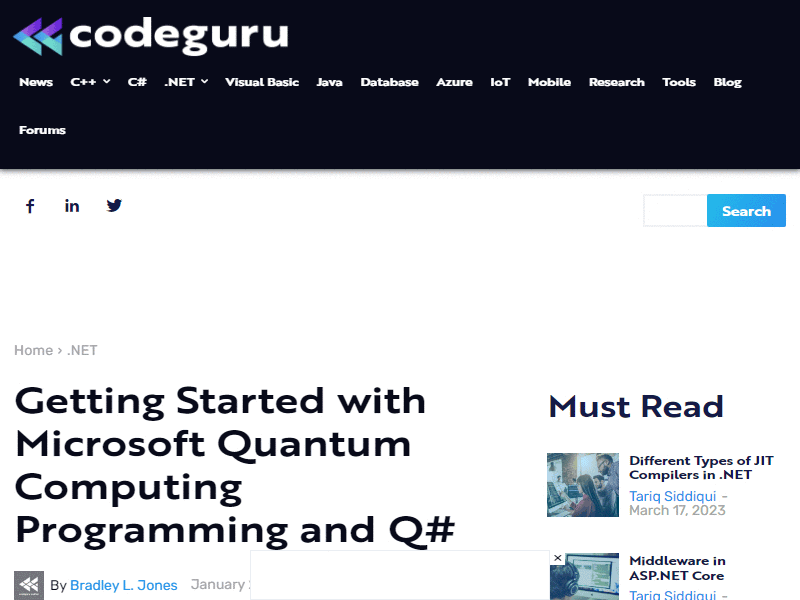 codeguru
News C++ C# .NET Visual Basic Java Database Azure IoT Mobile Research Tools Blog
Forums
Search
Home › .NET
Getting Started with
Microsoft Quantum
Computing
Programming and Q#
By Bradley L. Jones January
Must Read
Different Types of JIT
Compilers in .NET
Tariq Siddiqui -
March 17, 2023
Middleware in
ASP.NET Core
Tariq Siddiqui -